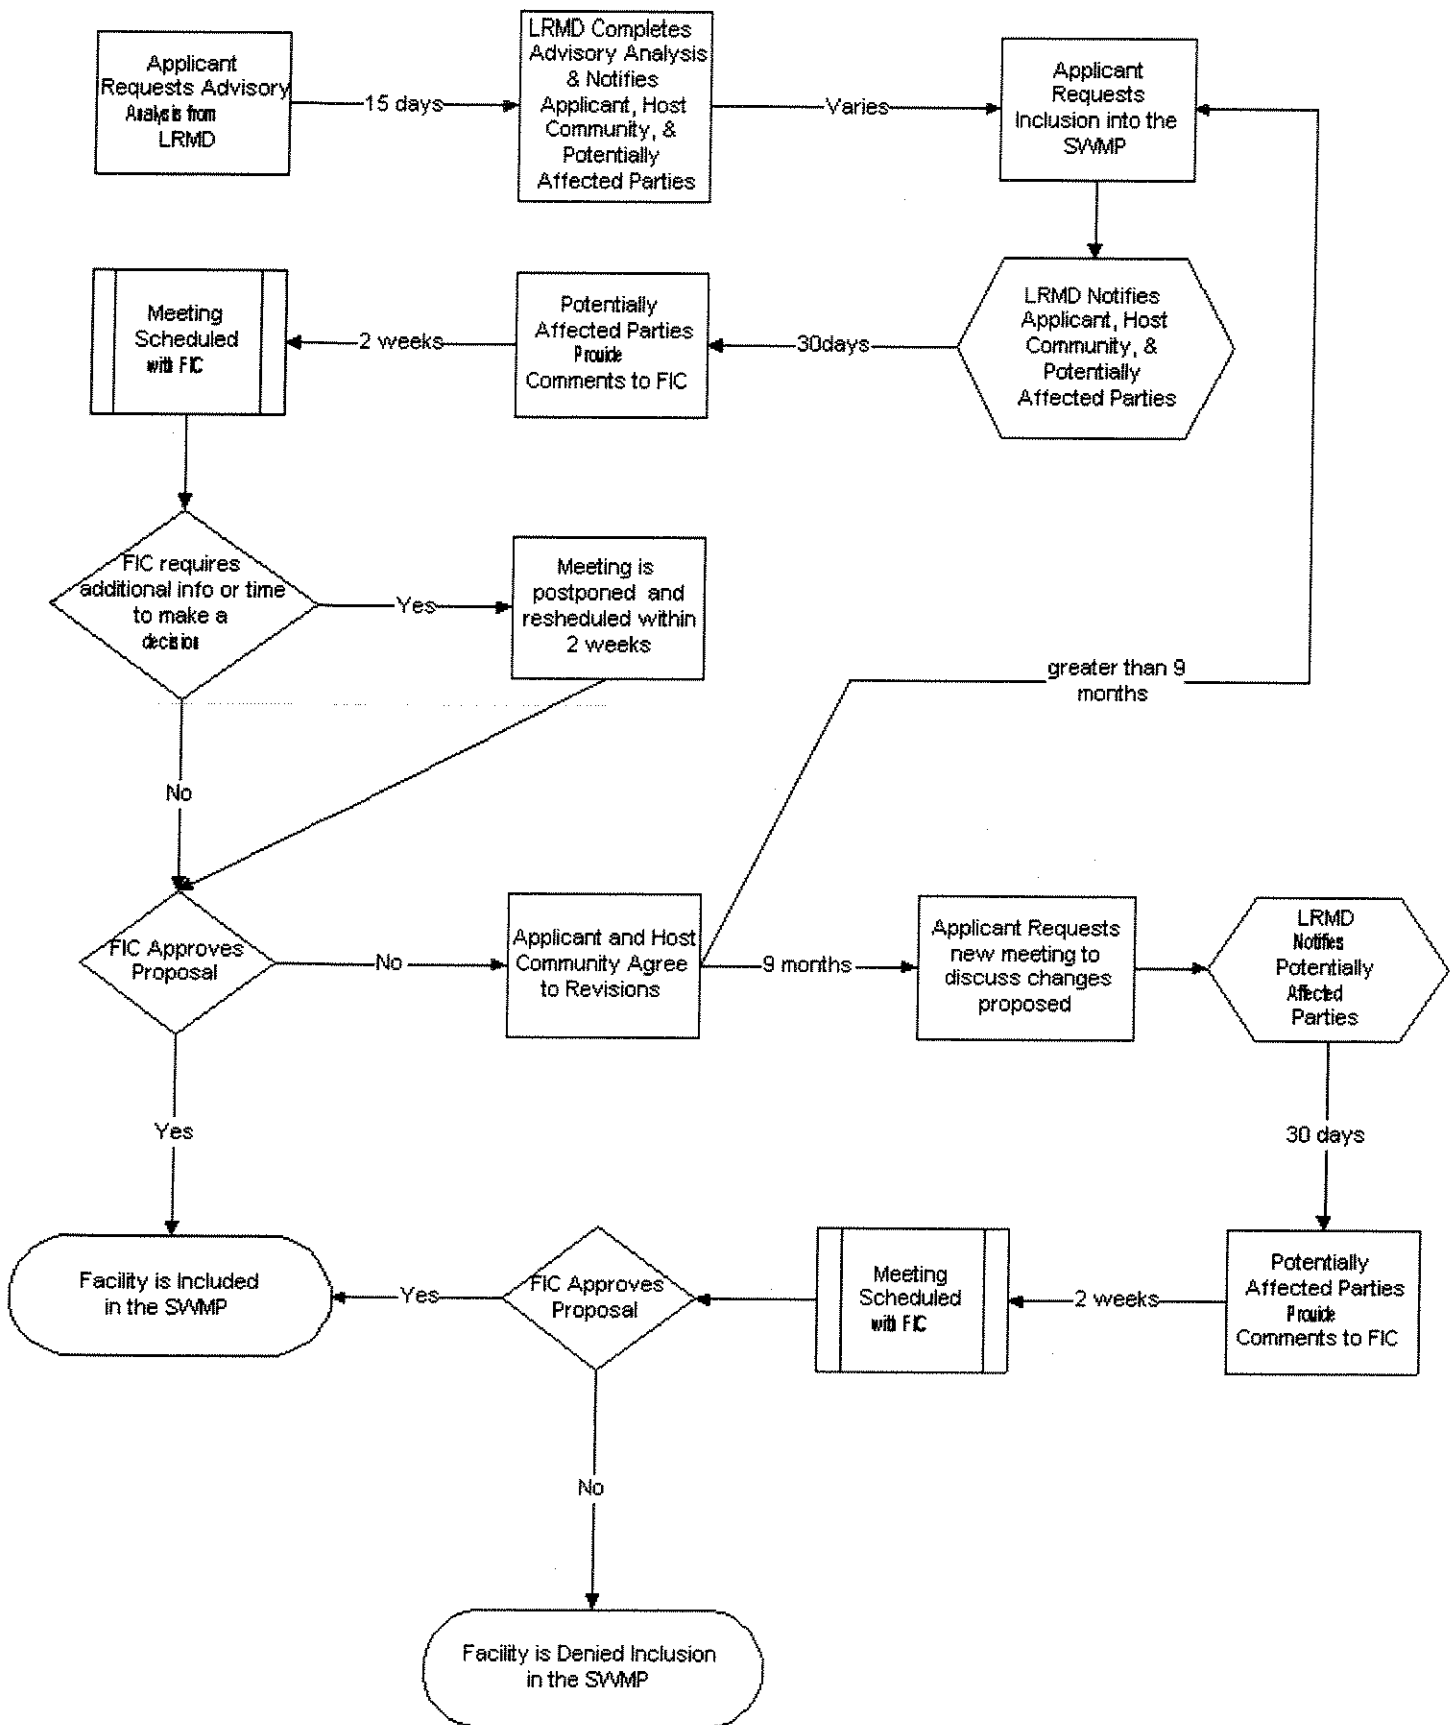 Applicant
Requests Advisory
Analysis from
LRMD
15 days
LRMD Completes
Advisory Analysis
& Notifies
Applicant, Host
Community, &
Potentially
Affected Parties
Varies
Applicant
Requests
Inclusion into the
SWMP
LRMD Notifies
Applicant, Host
Community, &
Potentially
Affected Parties
30days
Potentially
Affected Parties
Provide
Comments to FIC
2 weeks
Meeting
Scheduled
with FIC
FIC requires
additional info or time
to make a
decision
Yes
Meeting is
postponed and
rescheduled within
2 weeks
No
greater than 9
months
FIC Approves
Proposal
No
Applicant and Host
Community Agree
to Revisions
9 months
Applicant Requests
new meeting to
discuss changes
proposed
LRMD
Notifies
Potentially
Affected
Parties
Yes
30 days
Potentially
Affected Parties
Provide
Comments to FIC
2 weeks
Meeting
Scheduled
with FIC
FIC Approves
Proposal
Yes
Facility is Included
in the SWMP
No
Facility is Denied Inclusion
in the SWMP